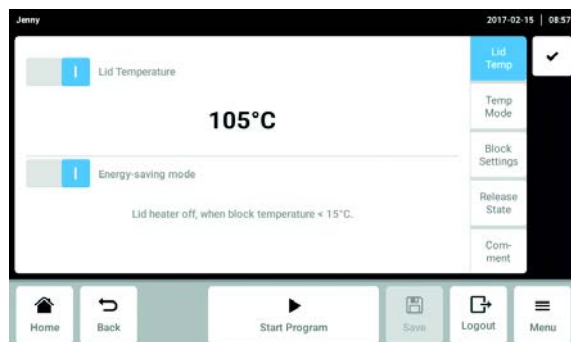 Jenny
2017-02-15 | 08:57
Lid Temperature
105°C
Energy-saving mode
Lid heater off, when block temperature < 15°C.
Lid
Temp
Temp
Mode
Block
Settings
Release
State
Com-
ment
Home
Back
Start Program
Save
Logout
Menu